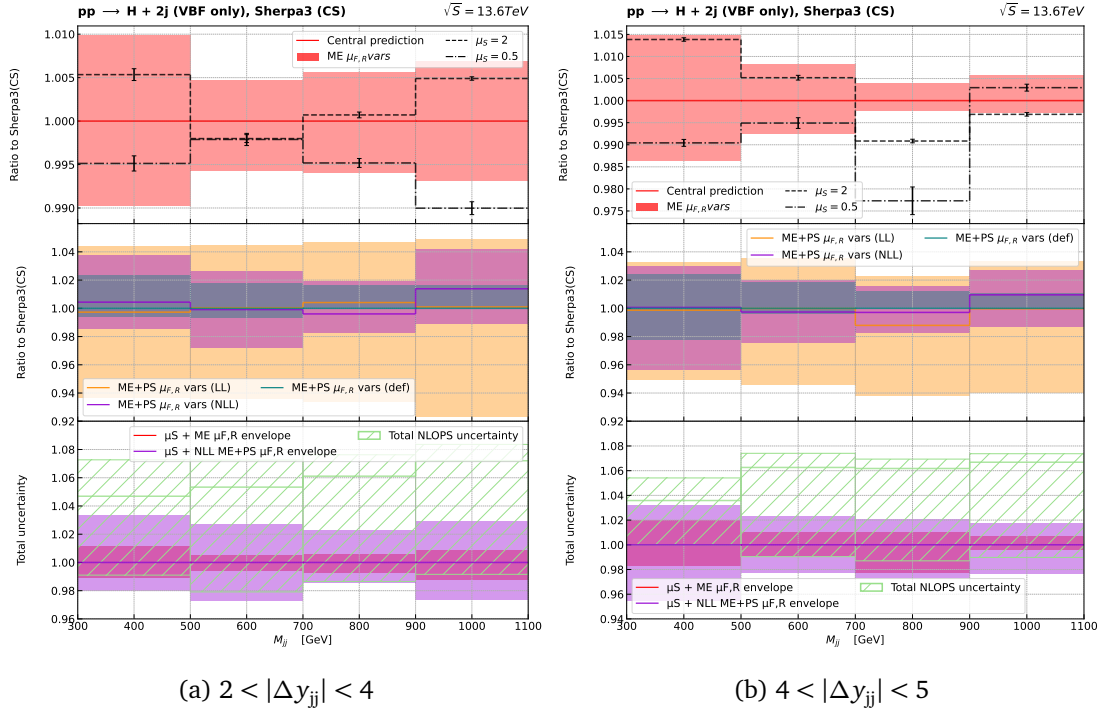 pp → H + 2j (VBF only), Sherpa3 (CS) √S = 13.6TeV
1.010
1.005
1.000
0.995
0.990
Ratio to Sherpa3(CS)
Central prediction
ME μF,R vars
μS = 2
μS = 0.5
1.04
1.02
1.00
0.98
0.96
0.94
0.92
Ratio to Sherpa3(CS)
ME+PS μF,R vars (LL)
ME+PS μF,R vars (NLL)
ME+PS μF,R vars (def)
1.08
1.06
1.04
1.02
1.00
0.98
0.96
Total uncertainty
μS + ME μF,R envelope
μS + NLL ME+PS μF,R envelope
Total NLOPS uncertainty
300 400 500 600 700 800 900 1000 1100
Mjj [GeV]
(a) 2 < |Δyjj| < 4
pp → H + 2j (VBF only), Sherpa3 (CS) √S = 13.6TeV
1.015
1.010
1.005
1.000
0.995
0.990
0.985
0.980
0.975
Ratio to Sherpa3(CS)
Central prediction
ME μF,R vars
μS = 2
μS = 0.5
1.04
1.02
1.00
0.98
0.96
0.94
0.92
Ratio to Sherpa3(CS)
ME+PS μF,R vars (LL)
ME+PS μF,R vars (NLL)
ME+PS μF,R vars (def)
1.08
1.06
1.04
1.02
1.00
0.98
0.96
0.94
Total uncertainty
μS + ME μF,R envelope
μS + NLL ME+PS μF,R envelope
Total NLOPS uncertainty
300 400 500 600 700 800 900 1000 1100
Mjj [GeV]
(b) 4 < |Δyjj| < 5